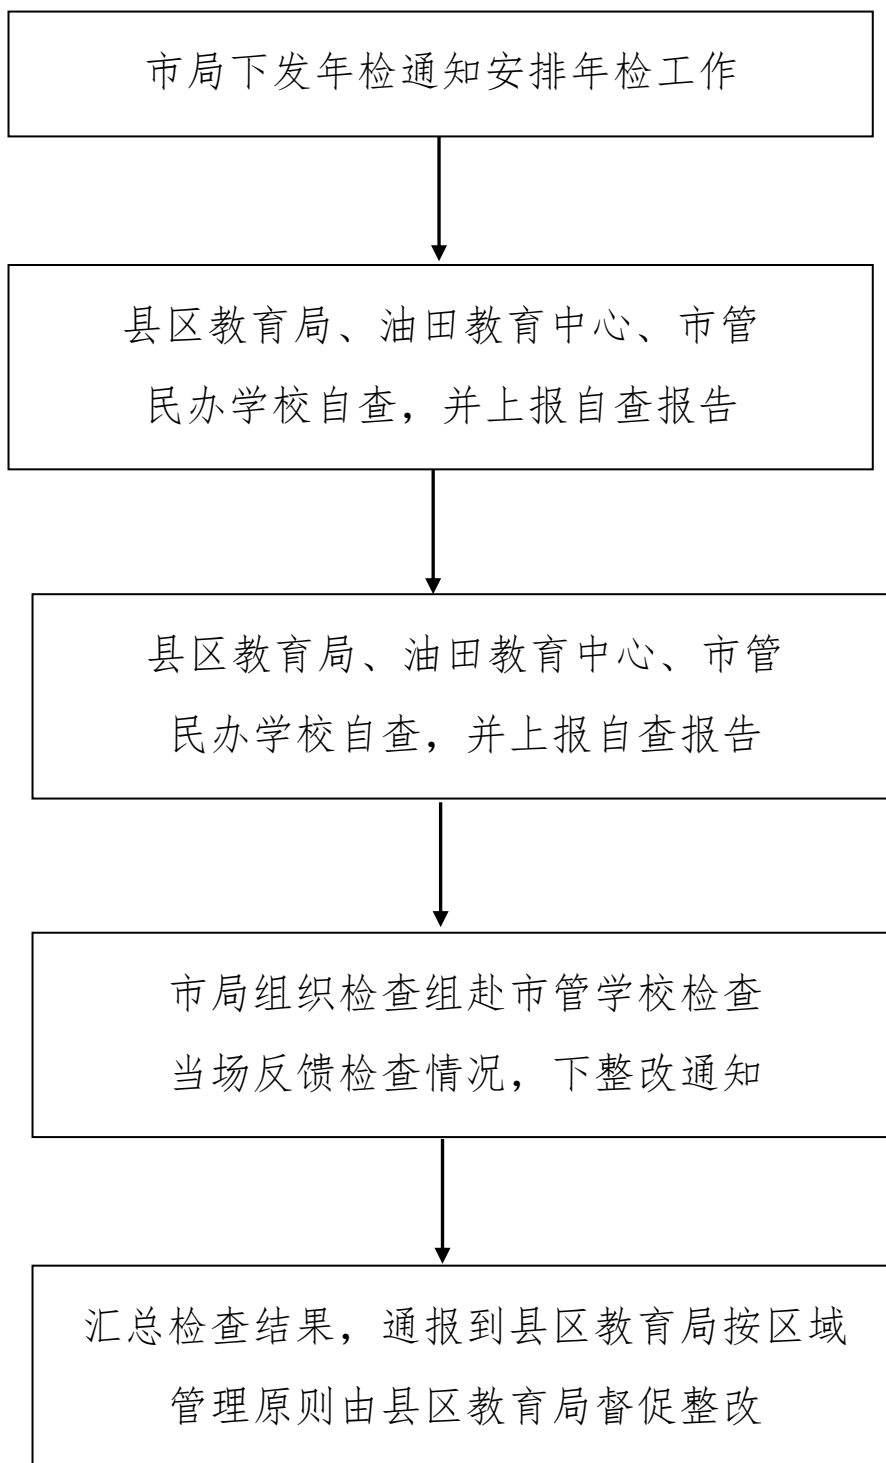 市局下发年检通知安排年检工作
县区教育局、油田教育中心、市管
民办学校自查，并上报自查报告
县区教育局、油田教育中心、市管
民办学校自查，并上报自查报告
市局组织检查组赴市管学校检查
当场反馈检查情况，下整改通知
汇总检查结果，通报到县区教育局按区域
管理原则由县区教育局督促整改